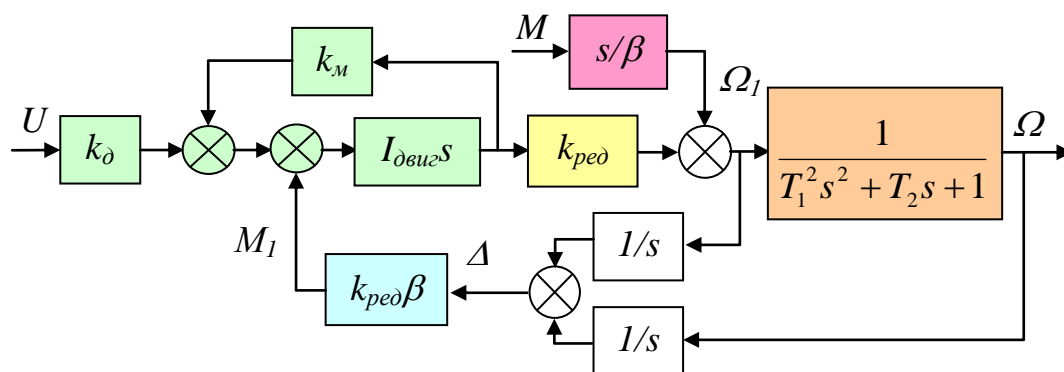 M
s/β
k_м
Ω_1
U
k_д
I_двиг s
k_ред
1
T_1^2 s^2 + T_2 s + 1
Ω
M_1
k_ред β
Δ
1/s
1/s